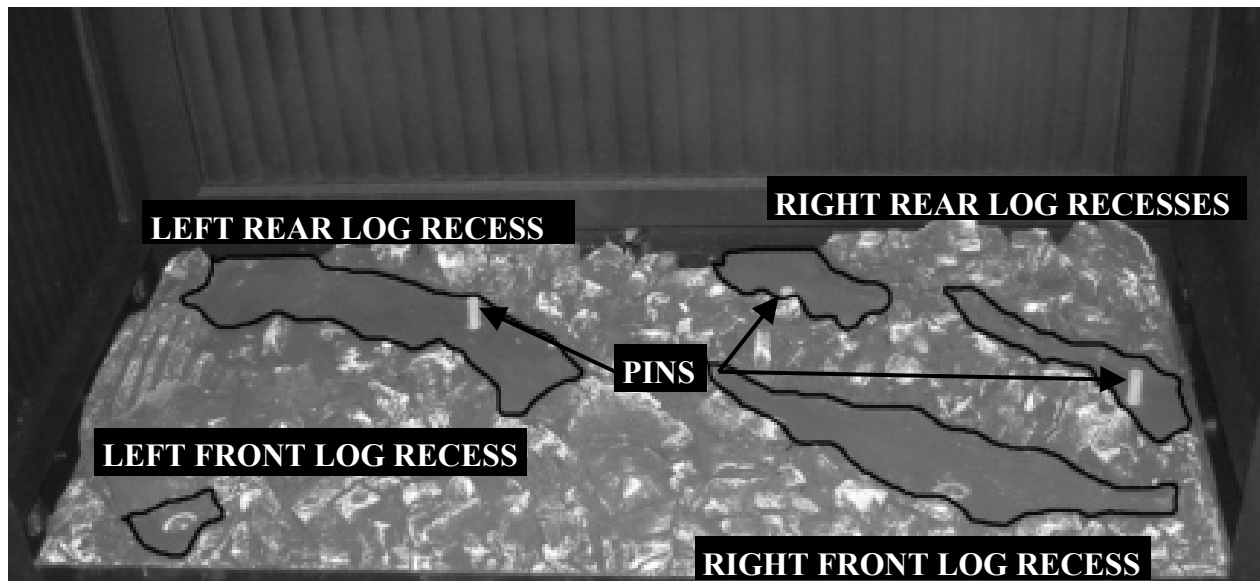 RIGHT REAR LOG RECESSES
LEFT REAR LOG RECESS
PINS
LEFT FRONT LOG RECESS
RIGHT FRONT LOG RECESS